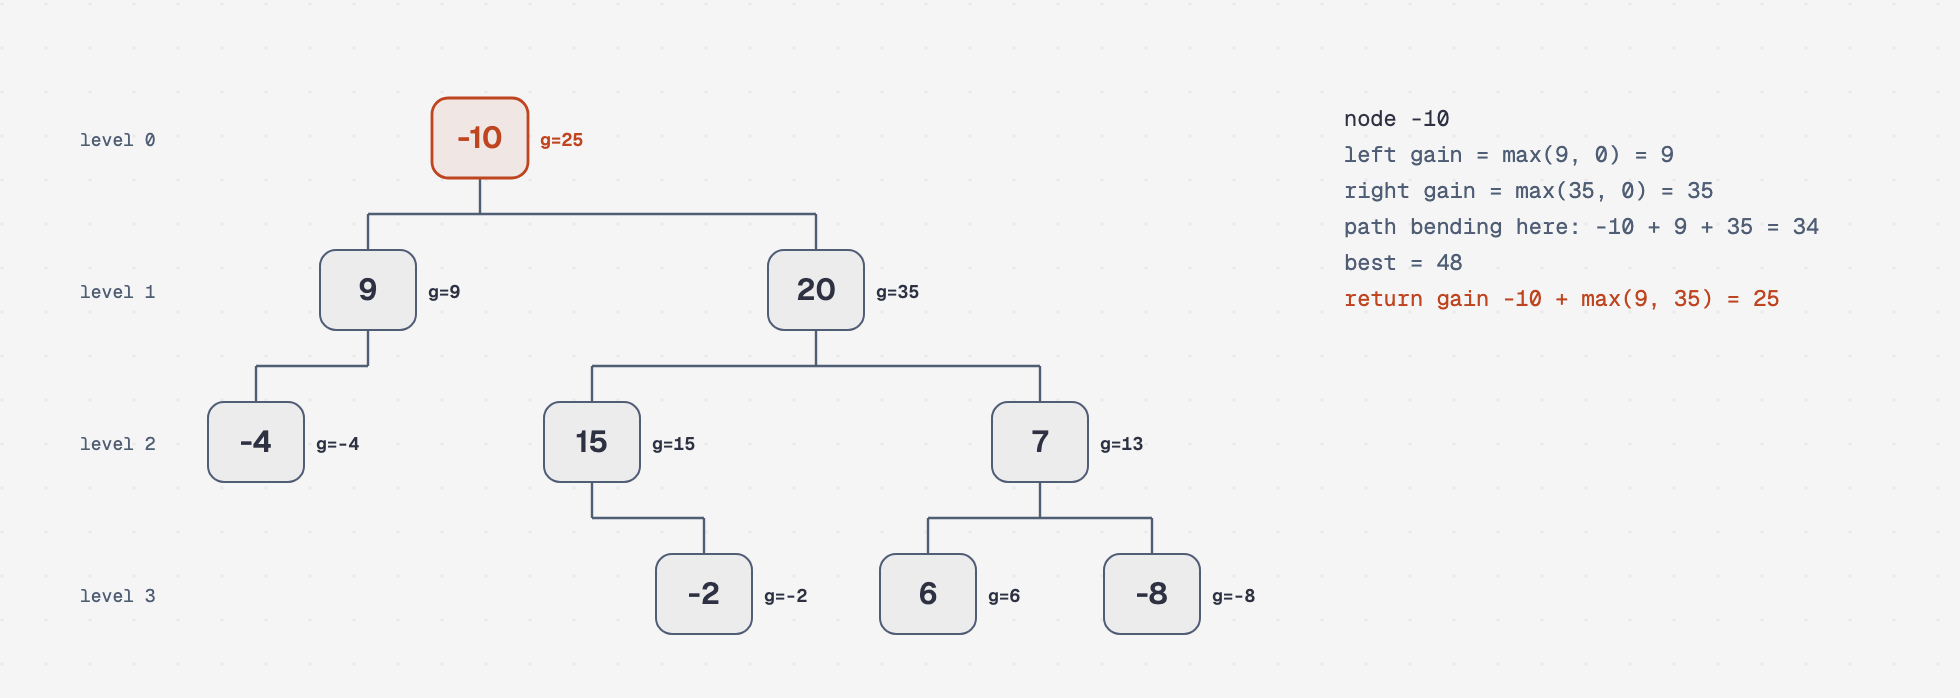 level 0
-10 g=25
level 1
9 g=9
20 g=35
level 2
-4 g=-4
15 g=15
7 g=13
level 3
-2 g=-2
6 g=6
-8 g=-8
node -10
left gain = max(9, 0) = 9
right gain = max(35, 0) = 35
path bending here: -10 + 9 + 35 = 34
best = 48
return gain -10 + max(9, 35) = 25